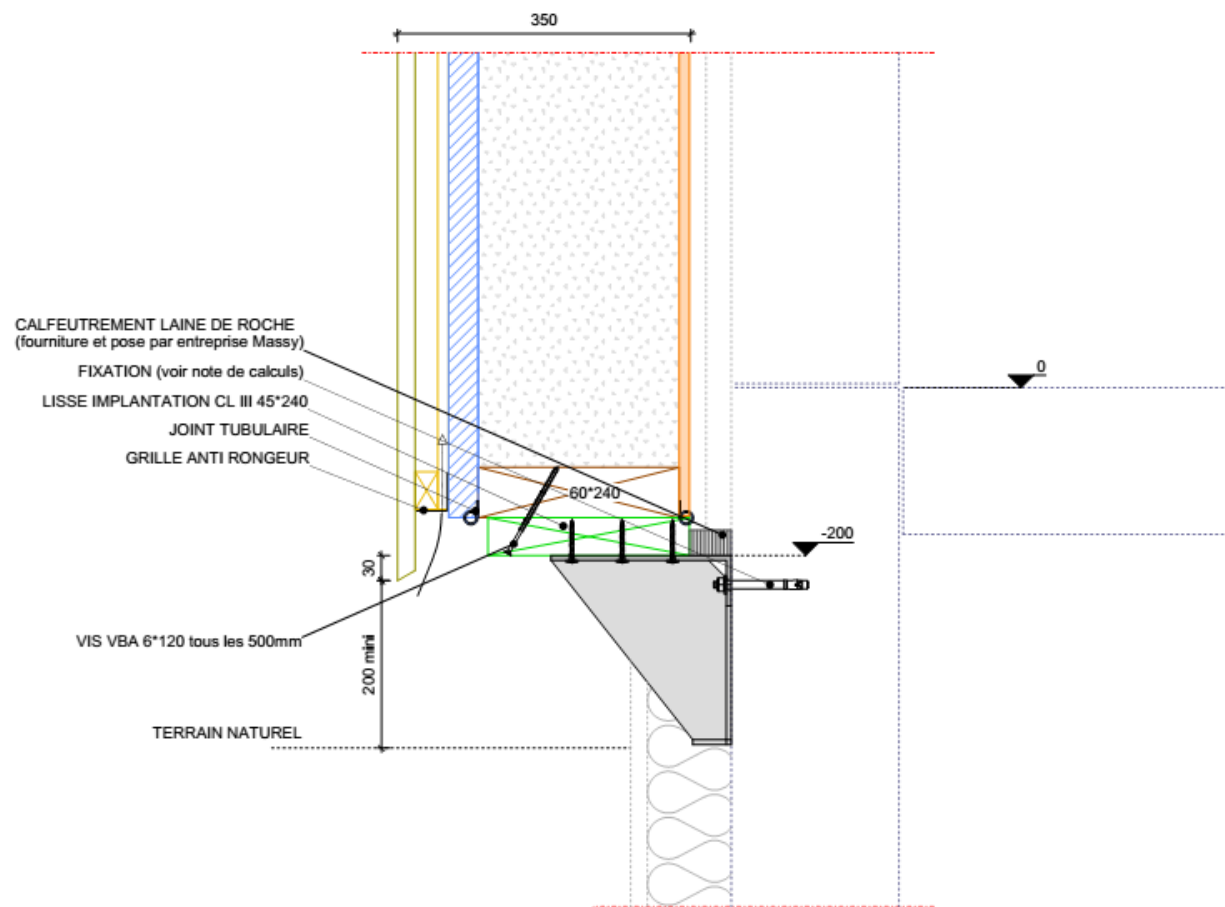 350
CALFEUTREMENT LAINE DE ROCHE
(fourniture et pose par entreprise Massy)
FIXATION (voir note de calculs)
LISSE IMPLANTATION CL III 45*240
JOINT TUBULAIRE
GRILLE ANTI RONGEUR
60*240
0
-200
30
VIS VBA 6*120 tous les 500mm
200 mini
TERRAIN NATUREL